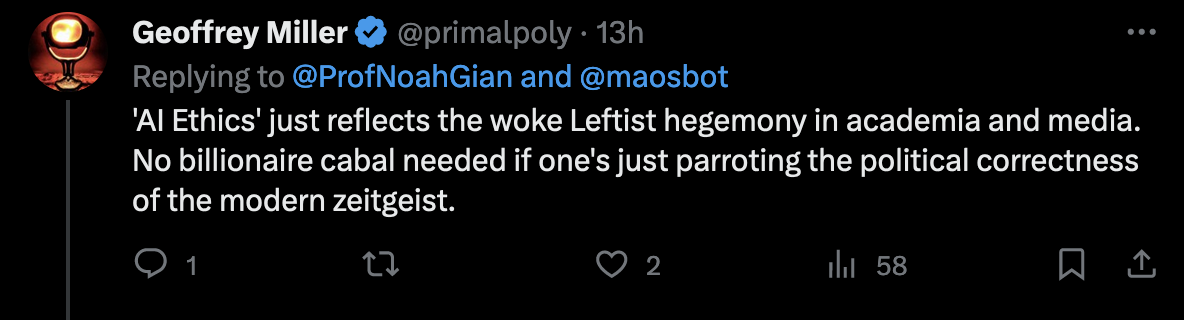 Geoffrey Miller @primalpoly · 13h
Replying to @ProfNoahGian and @maosbot
'AI Ethics' just reflects the woke Leftist hegemony in academia and media.
No billionaire cabal needed if one's just parroting the political correctness
of the modern zeitgeist.
1 2 58